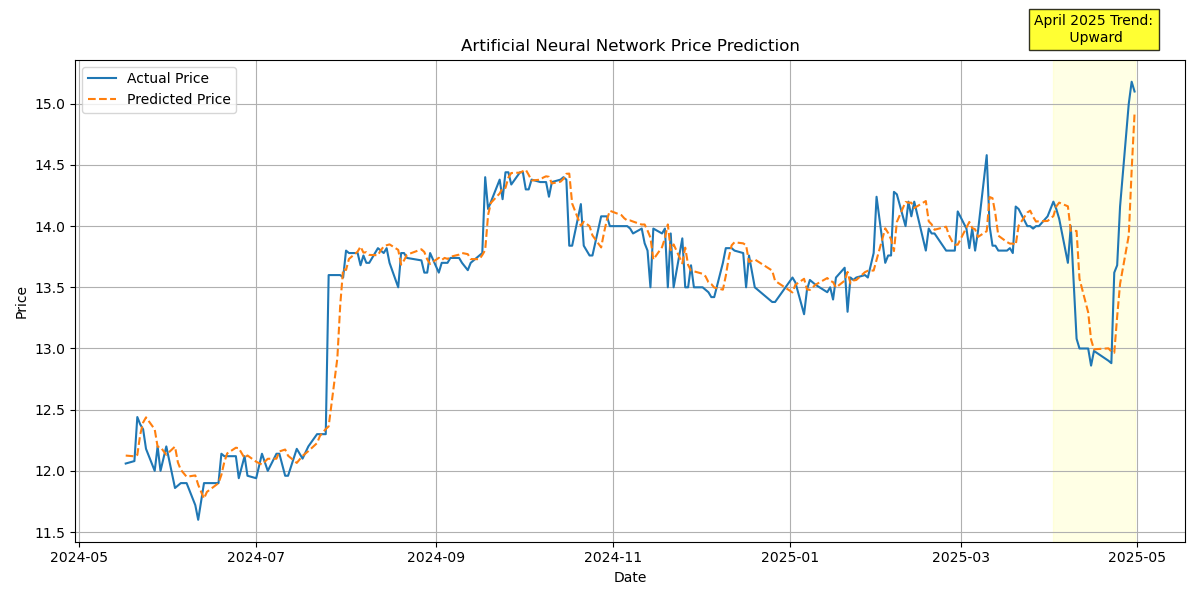 April 2025 Trend:
Upward
Artificial Neural Network Price Prediction
Actual Price
Predicted Price
Price
15.0
14.5
14.0
13.5
13.0
12.5
12.0
11.5
2024-05
2024-07
2024-09
2024-11
2025-01
2025-03
2025-05
Date